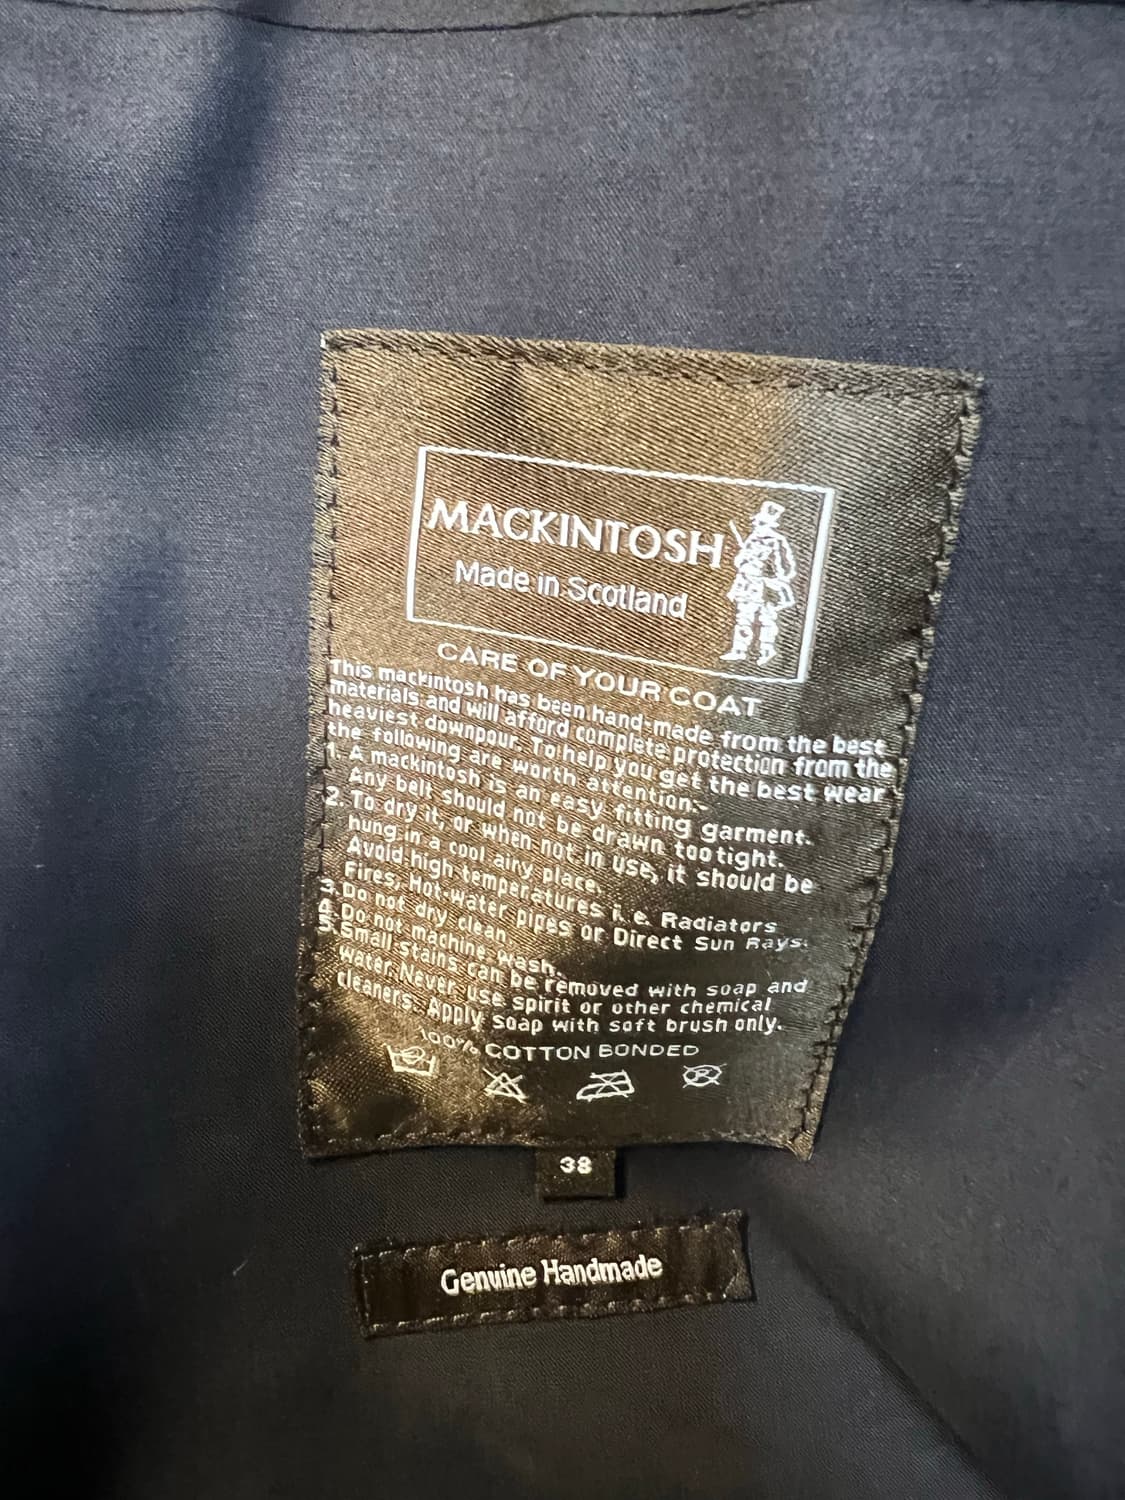 MACKINTOSH
Made in Scotland
CARE OF YOUR COAT
This mackintosh has been hand-made from the best
materials and will afford complete protection from the
heaviest downpour. To help you get the best wear
the following are worth attention:-
1. A mackintosh is an easy fitting garment.
Any belt should not be drawn too tight.
2. To dry it, or when not in use, it should be
hung in a cool airy place.
Avoid high temperatures i. e. Radiators
Fires, Hot-water pipes or Direct Sun Rays.
3. Do not dry clean.
4. Do not machine wash.
5. Small Stains can be removed with soap and
water. Never use spirit or other chemical
cleaners. Apply soap with soft brush only.
100% COTTON BONDED
38
Genuine Handmade